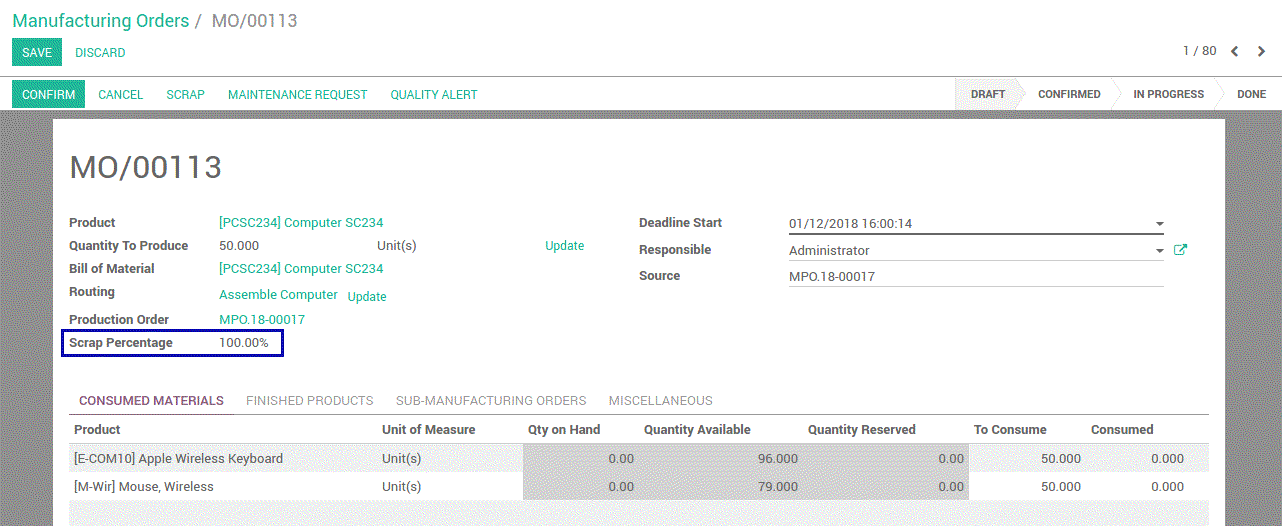 Manufacturing Orders / MO/00113
SAVE DISCARD 1 / 80
CONFIRM CANCEL SCRAP MAINTENANCE REQUEST QUALITY ALERT DRAFT CONFIRMED IN PROGRESS DONE
MO/00113
Product [PCSC234] Computer SC234 Deadline Start 01/12/2018 16:00:14
Quantity To Produce 50.000 Unit(s) Update Responsible Administrator
Bill of Material [PCSC234] Computer SC234 Source MPO.18-00017
Routing Assemble Computer Update
Production Order MPO.18-00017
Scrap Percentage 100.00%
CONSUMED MATERIALS FINISHED PRODUCTS SUB-MANUFACTURING ORDERS MISCELLANEOUS
Product Unit of Measure Qty on Hand Quantity Available Quantity Reserved To Consume Consumed
[E-COM10] Apple Wireless Keyboard Unit(s) 0.00 96.000 0.00 50.000 0.000
[M-Wir] Mouse, Wireless Unit(s) 0.00 79.000 0.00 50.000 0.000